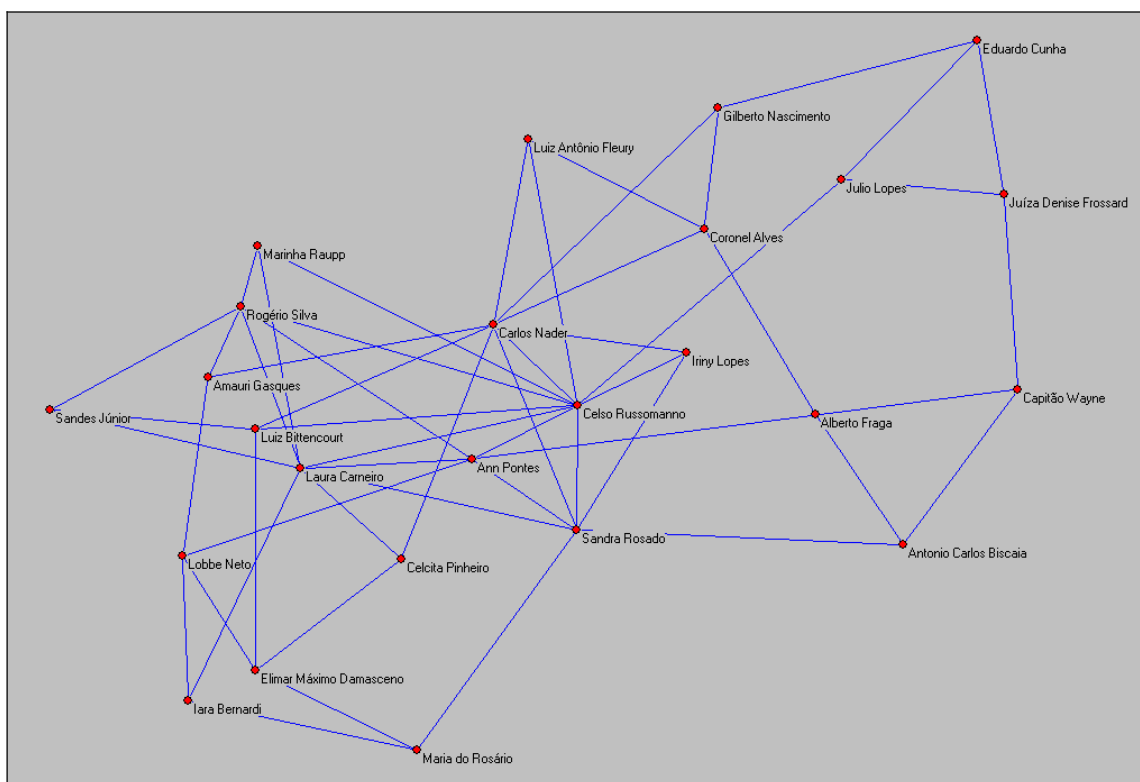 Eduardo Cunha
Gilberto Nascimento
Luiz Antônio Fleury
Julio Lopes
Juíza Denise Frossard
Coronel Alves
Marinha Raupp
Rogério Silva
Carlos Nader
Iriny Lopes
Amauri Gasques
Capitão Wayne
Sandes Júnior
Celso Russomanno
Alberto Fraga
Luiz Bittencourt
Ann Pontes
Laura Carneiro
Sandra Rosado
Antonio Carlos Biscaia
Lobbe Neto
Celcita Pinheiro
Elimar Máximo Damasceno
Iara Bernardi
Maria do Rosário